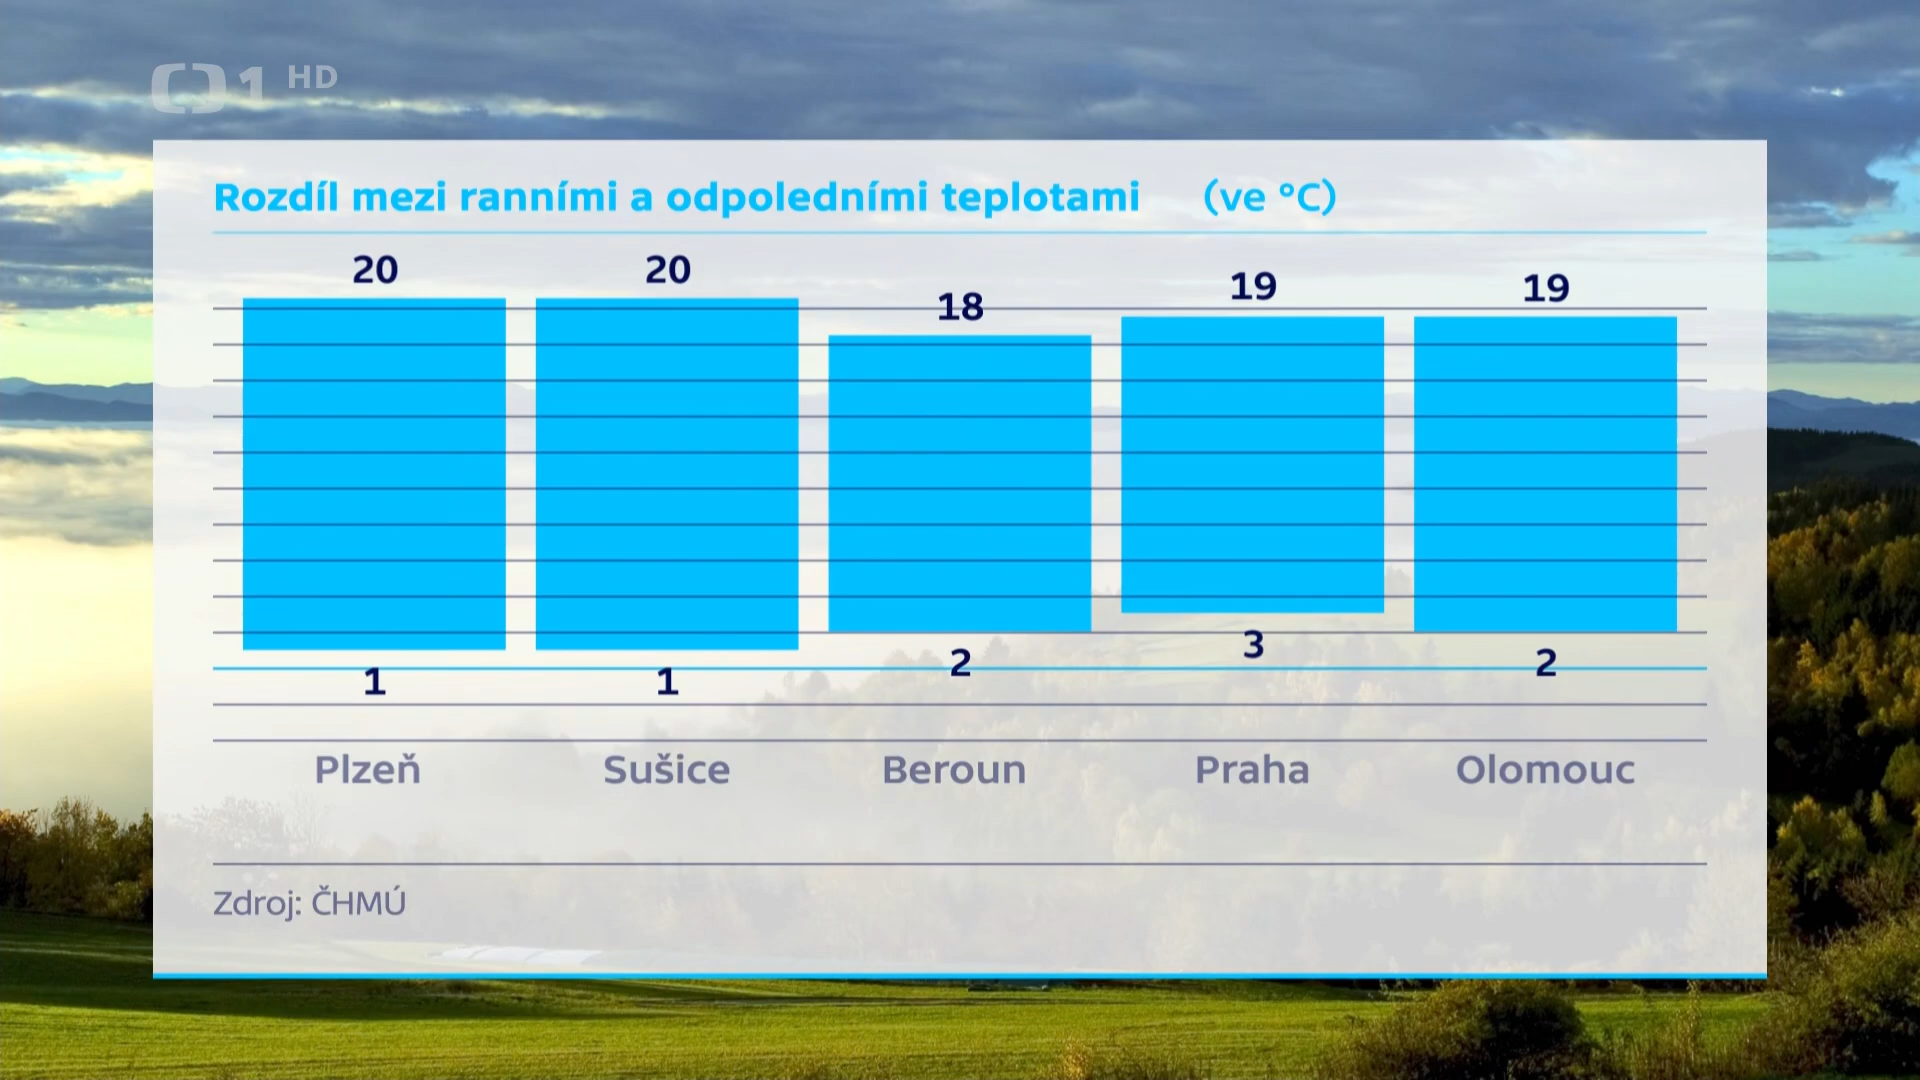 1 HD
Rozdíl mezi ranními a odpoledními teplotami (ve °C)
20 20 18 19 19
1 1 2 3 2
Plzeň Sušice Beroun Praha Olomouc
Zdroj: ČHMÚ